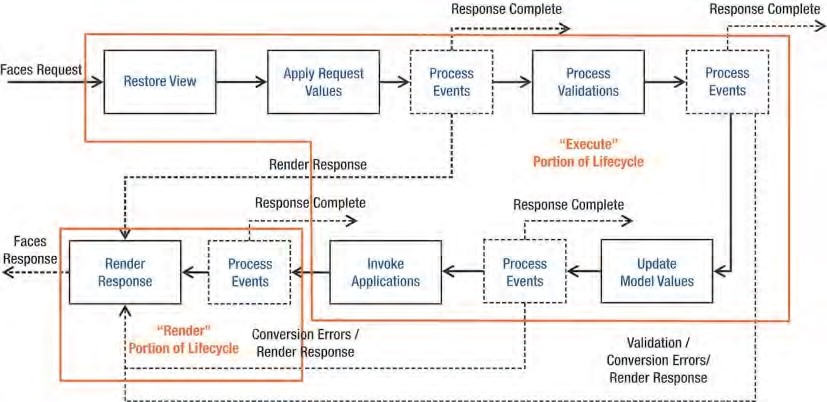 Response Complete
Response Complete
Faces Request
Restore View
Apply Request
Values
Process
Events
Process
Validations
Process
Events
“Execute”
Portion of Lifecycle
Render Response
Response Complete
Response Complete
Faces
Response
Render
Response
Process
Events
Invoke
Applications
Process
Events
Update
Model Values
“Render”
Portion of Lifecycle
Conversion Errors /
Render Response
Validation /
Conversion Errors/
Render Response